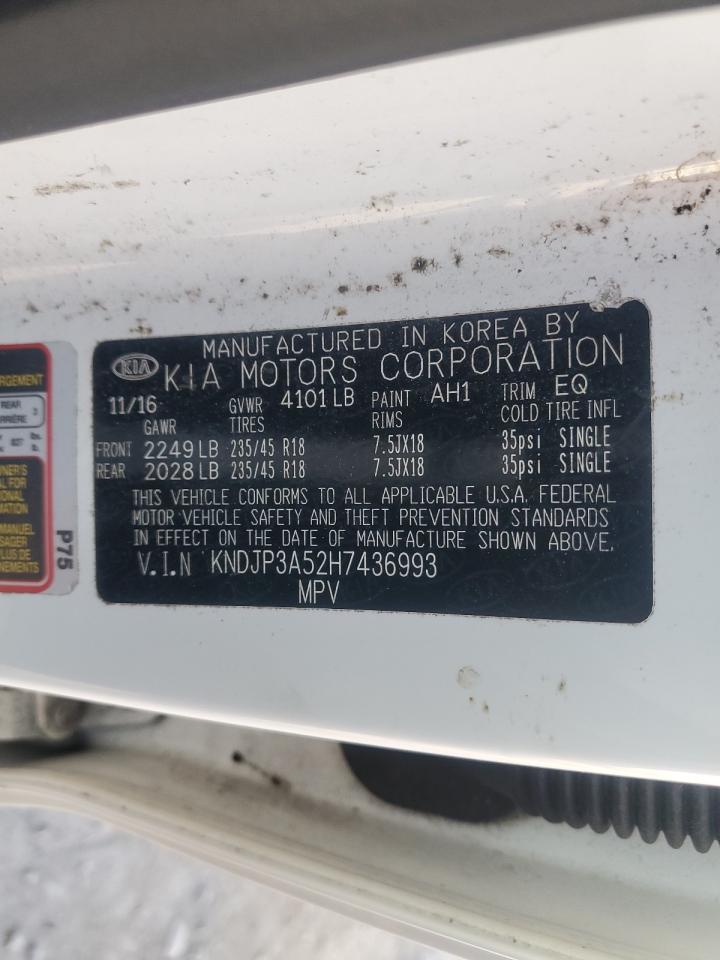 MANUFACTURED IN KOREA BY
KIA KIA MOTORS CORPORATION
11/16 GVWR 4101 LB PAINT AH1 TRIM EQ
GAWR TIRES RIMS COLD TIRE INFL
FRONT 2249 LB 235/45 R18 7.5JX18 35psi SINGLE
REAR 2028 LB 235/45 R18 7.5JX18 35psi SINGLE
THIS VEHICLE CONFORMS TO ALL APPLICABLE U.S.A. FEDERAL
MOTOR VEHICLE SAFETY AND THEFT PREVENTION STANDARDS
IN EFFECT ON THE DATE OF MANUFACTURE SHOWN ABOVE.
V.I.N KNDJP3A52H7436993
MPV
REAR 3
lbs.
P75